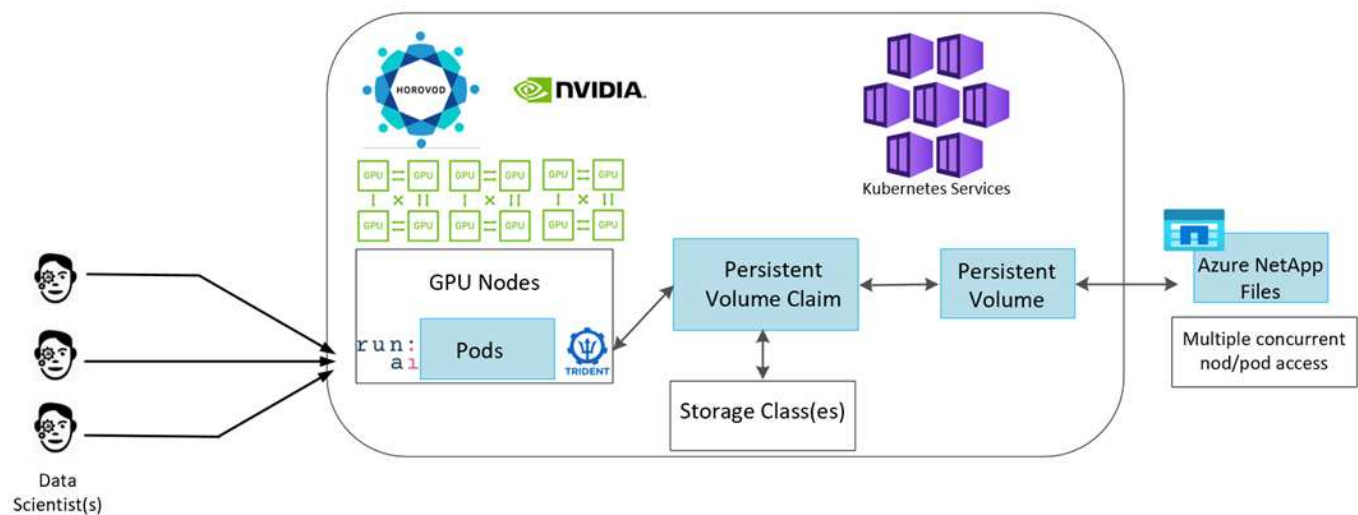 HOROVOD
NVIDIA.
Kubernetes Services
GPU GPU GPU GPU GPU GPU
GPU GPU GPU GPU GPU GPU
GPU Nodes
run:
ai
Pods
TRIDENT
Persistent
Volume Claim
Persistent
Volume
Azure NetApp
Files
Multiple concurrent
nod/pod access
Storage Class(es)
Data
Scientist(s)